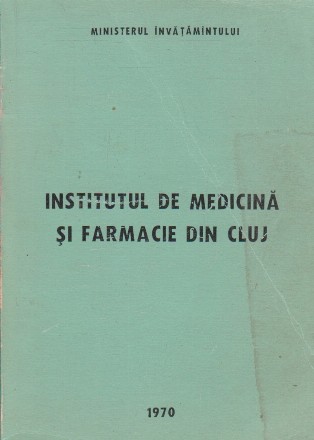 MINISTERUL ÎNVĂȚĂMÎNTULUI
INSTITUTUL DE MEDICINĂ
ȘI FARMACIE DIN CLUJ
1970